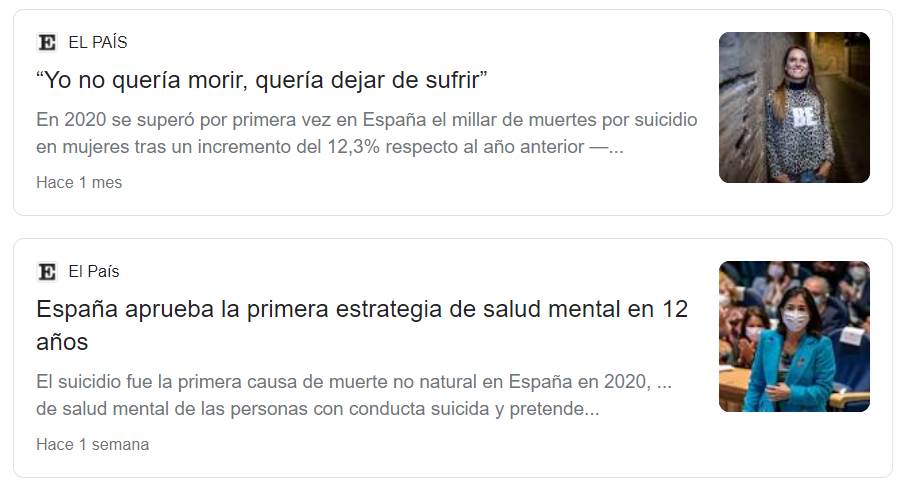 E EL PAÍS
“Yo no quería morir, quería dejar de sufrir”
En 2020 se superó por primera vez en España el millar de muertes por suicidio
en mujeres tras un incremento del 12,3% respecto al año anterior —...
Hace 1 mes
BE
E El País
España aprueba la primera estrategia de salud mental en 12
años
El suicidio fue la primera causa de muerte no natural en España en 2020, ...
de salud mental de las personas con conducta suicida y pretende...
Hace 1 semana